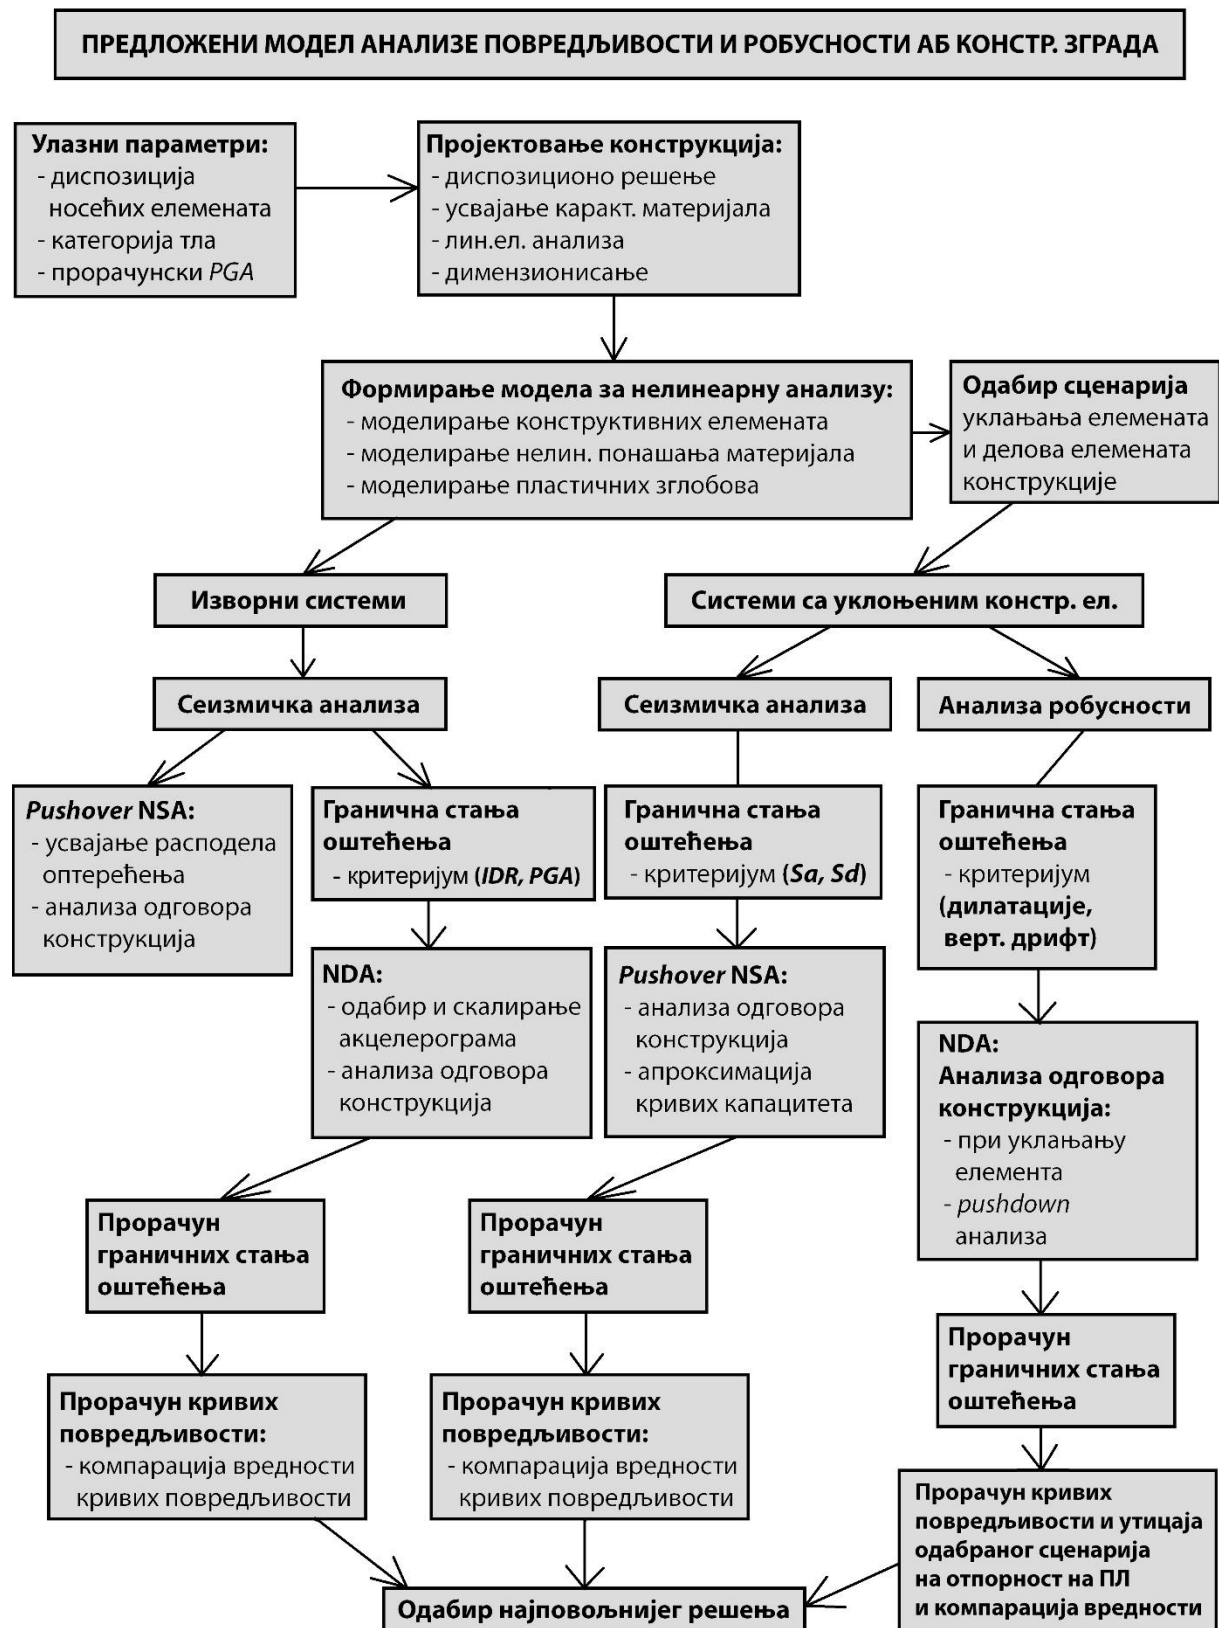 ПРЕДЛОЖЕНИ МОДЕЛ АНАЛИЗЕ ПОВРЕДЉИВОСТИ И РОБУСНОСТИ АБ КОНСТР. ЗГРАДА
Улазни параметри:
- диспозиција
носећих елемената
- категорија тла
- прорачунски PGA
Пројектовање конструкција:
- диспозиционо решење
- усвајање каракт. материјала
- лин.ел. анализа
- димензионисање
Формирање модела за нелинеарну анализу:
- моделирање конструктивних елемената
- моделирање нелин. понашања материјала
- моделирање пластичних зглобова
Одабир сценарија
уклањања елемената
и делова елемената
конструкције
Изворни системи
Системи са уклоњеним констр. ел.
Сеизмичка анализа
Сеизмичка анализа
Анализа робусности
Pushover NSA:
- усвајање расподела
оптерећења
- анализа одговора
конструкција
Гранична стања
оштећења
- критеријум (IDR, PGA)
Гранична стања
оштећења
- критеријум (Sa, Sd)
Гранична стања
оштећења
- критеријум
(дилатације,
верт. дрифт)
NDA:
- одабир и скалирање
акцелерограма
- анализа одговора
конструкција
Pushover NSA:
- анализа одговора
конструкција
- апроксимација
кривих капацитета
NDA:
Анализа одговора
конструкција:
- при уклањању
елемента
- pushdown
анализа
Прорачун
граничних стања
оштећења
Прорачун
граничних стања
оштећења
Прорачун
граничних стања
оштећења
Прорачун кривих
повредљивости:
- компарација вредности
кривих повредљивости
Прорачун кривих
повредљивости:
- компарација вредности
кривих повредљивости
Прорачун кривих
повредљивости и утицаја
одабраног сценарија
на отпорност на ПЛ
и компарација вредности
Одабир најповољнијег решења